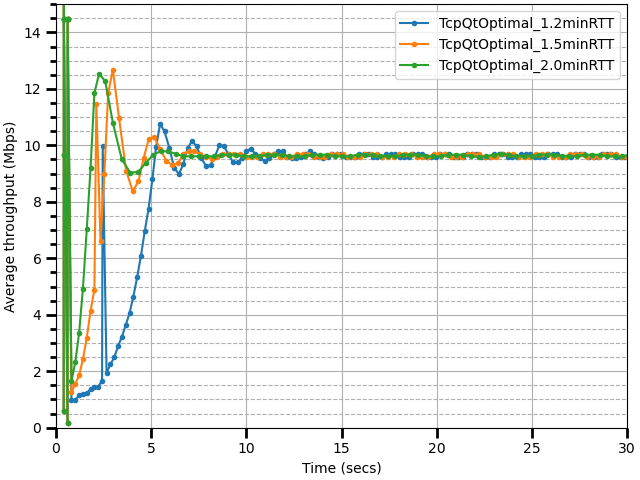 TcpQtOptimal_1.2minRTT
TcpQtOptimal_1.5minRTT
TcpQtOptimal_2.0minRTT
Average throughput (Mbps)
14
12
10
8
6
4
2
0
0 5 10 15 20 25 30
Time (secs)